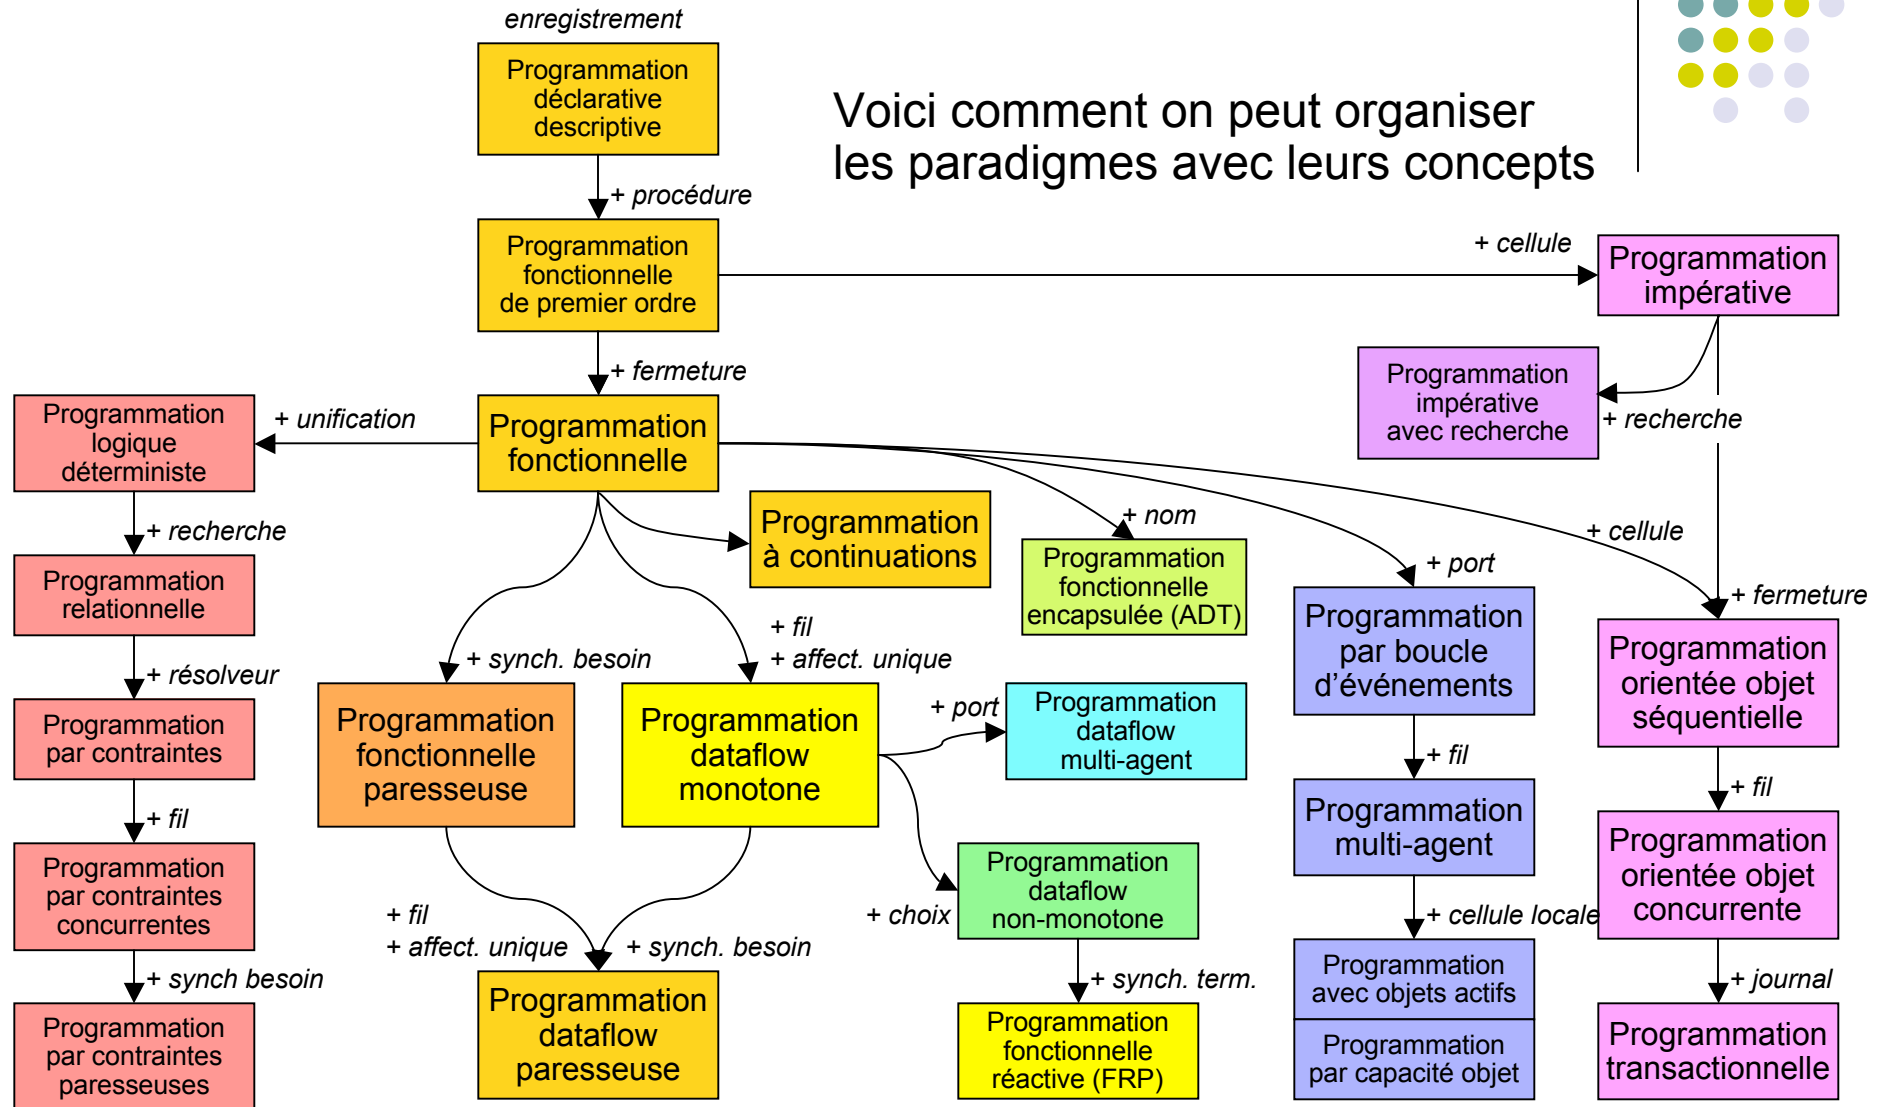 enregistrement
Programmation
déclarative
descriptive
Voici comment on peut organiser
les paradigmes avec leurs concepts
+ procédure
Programmation
fonctionnelle
de premier ordre
+ cellule
Programmation
impérative
+ fermeture
Programmation
impérative
avec recherche
+ recherche
Programmation
logique
déterministe
+ unification
Programmation
fonctionnelle
+ recherche
Programmation
à continuations
+ nom
Programmation
fonctionnelle
encapsulée (ADT)
+ cellule
+ port
+ fermeture
Programmation
relationnelle
+ synch. besoin
+ fil
+ affect. unique
Programmation
par boucle
d'événements
Programmation
orientée objet
séquentielle
+ résolveur
Programmation
par contraintes
Programmation
fonctionnelle
paresseuse
Programmation
dataflow
monotone
+ port
Programmation
dataflow
multi-agent
+ fil
+ fil
+ fil
Programmation
par contraintes
concurrentes
Programmation
multi-agent
Programmation
orientée objet
concurrente
+ choix
Programmation
dataflow
non-monotone
+ fil
+ affect. unique
+ synch. besoin
+ cellule locale
+ synch besoin
Programmation
par contraintes
paresseuses
Programmation
dataflow
paresseuse
+ synch. term.
Programmation
fonctionnelle
réactive (FRP)
Programmation
avec objets actifs
Programmation
par capacité objet
+ journal
Programmation
transactionnelle